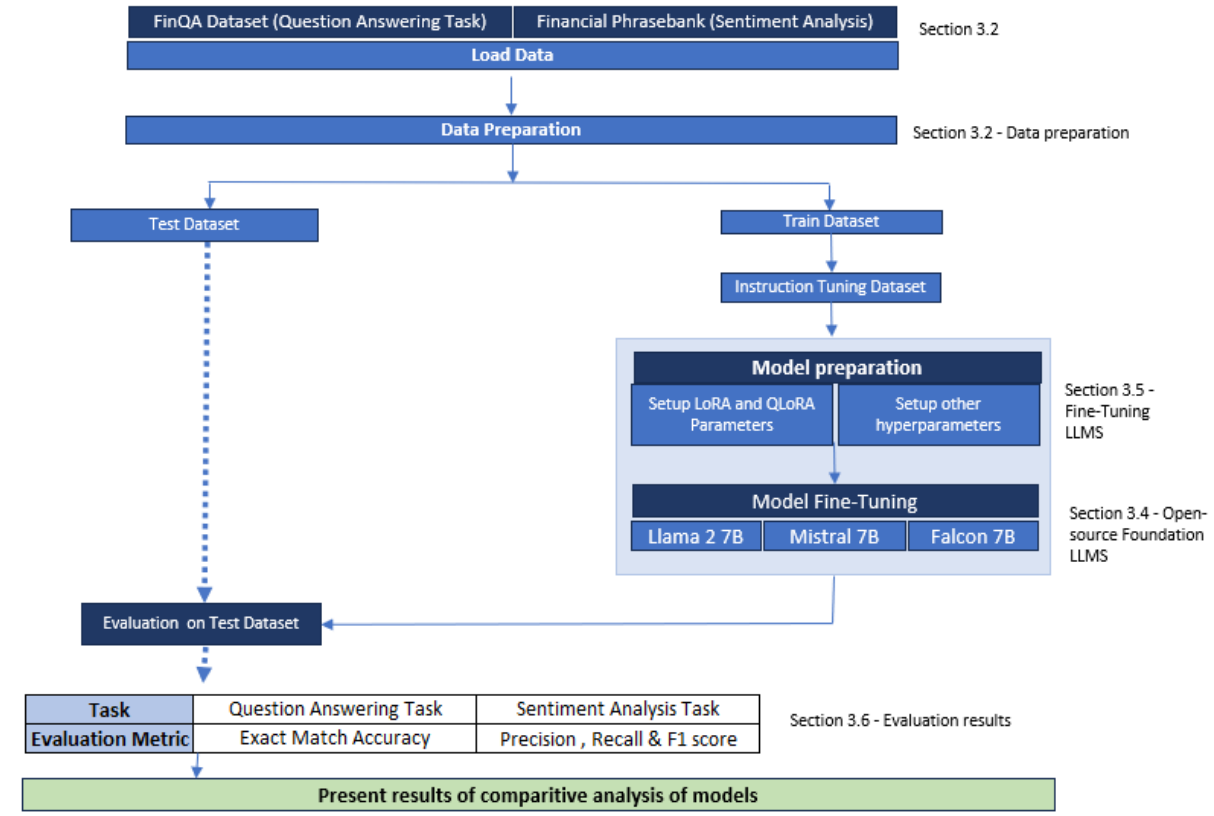 FinQA Dataset (Question Answering Task)
Financial Phrasebank (Sentiment Analysis)
Section 3.2
Load Data
Data Preparation
Section 3.2 - Data preparation
Test Dataset
Train Dataset
Instruction Tuning Dataset
Model preparation
Setup LoRA and QLoRA
Parameters
Setup other
hyperparameters
Section 3.5 -
Fine-Tuning
LLMS
Model Fine-Tuning
Llama 2 7B
Mistral 7B
Falcon 7B
Section 3.4 - Open-
source Foundation
LLMS
Evaluation on Test Dataset
Task
Question Answering Task
Sentiment Analysis Task
Evaluation Metric
Exact Match Accuracy
Precision , Recall & F1 score
Section 3.6 - Evaluation results
Present results of comparitive analysis of models